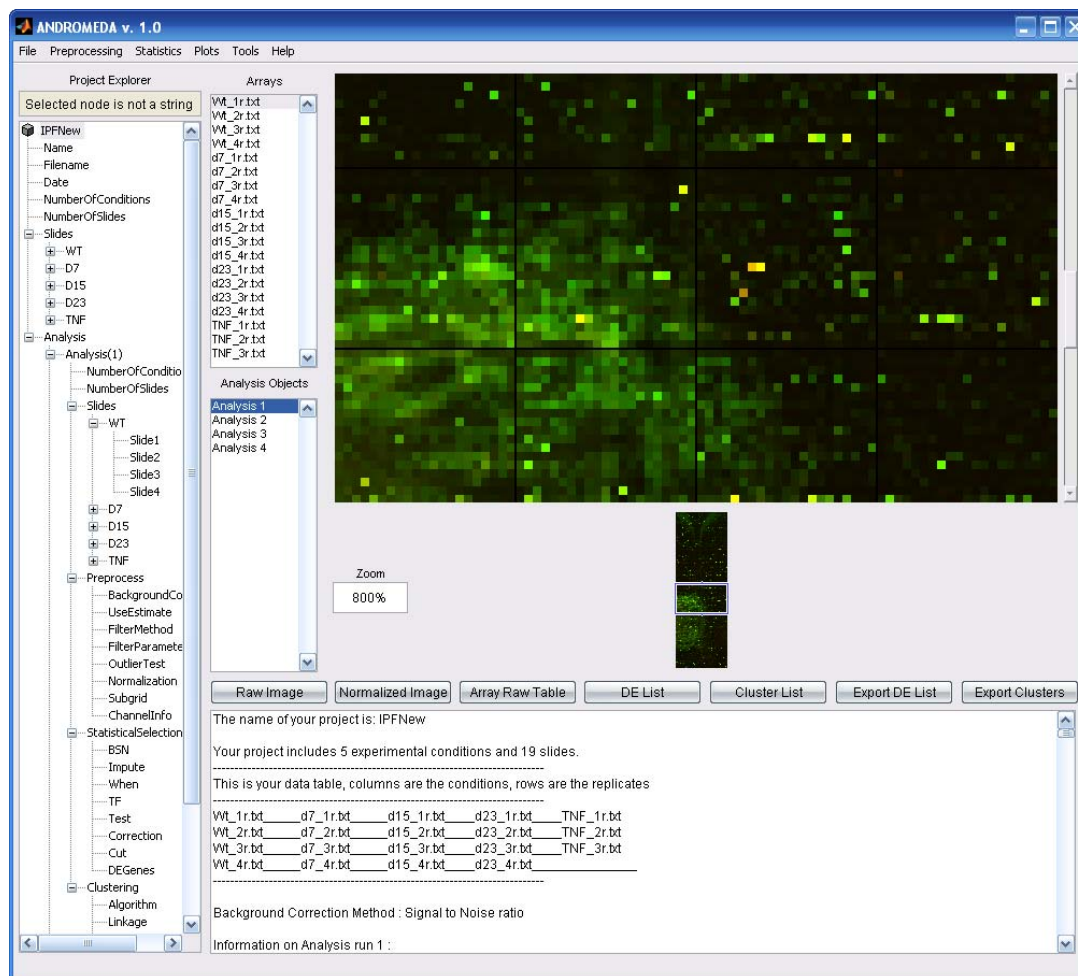 ANDROMEDA v. 1.0
File Preprocessing Statistics Plots Tools Help
Project Explorer
Selected node is not a string
IPFNew
Name
Filename
Date
NumberOfConditions
NumberOfSlides
Slides
WT
D7
D15
D23
TNF
Analysis
Analysis(1)
NumberOfConditio
NumberOfSlides
Slides
WT
Slide1
Slide2
Slide3
Slide4
D7
D15
D23
TNF
Preprocess
BackgroundCo
UseEstimate
FilterMethod
FilterParamete
OutlierTest
Normalization
Subgrid
ChannelInfo
StatisticalSelection
BSN
Impute
When
TF
Test
Correction
Cut
DEGenes
Clustering
Algorithm
Linkage
Arrays
Wt_1r.txt
Wt_2r.txt
Wt_3r.txt
Wt_4r.txt
d7_1r.txt
d7_2r.txt
d7_3r.txt
d7_4r.txt
d15_1r.txt
d15_2r.txt
d15_3r.txt
d15_4r.txt
d23_1r.txt
d23_2r.txt
d23_3r.txt
d23_4r.txt
TNF_1r.txt
TNF_2r.txt
TNF_3r.txt
Analysis Objects
Analysis 1
Analysis 2
Analysis 3
Analysis 4
Zoom
800%
Raw Image Normalized Image Array Raw Table DE List Cluster List Export DE List Export Clusters
The name of your project is: IPFNew
Your project includes 5 experimental conditions and 19 slides.
----------------------------------------------------------------------------------
This is your data table, columns are the conditions, rows are the replicates
----------------------------------------------------------------------------------
Wt_1r.txt_____d7_1r.txt_____d15_1r.txt____d23_1r.txt____TNF_1r.txt
Wt_2r.txt_____d7_2r.txt_____d15_2r.txt____d23_2r.txt____TNF_2r.txt
Wt_3r.txt_____d7_3r.txt_____d15_3r.txt____d23_3r.txt____TNF_3r.txt
Wt_4r.txt_____d7_4r.txt_____d15_4r.txt____d23_4r.txt______________
----------------------------------------------------------------------------------
Background Correction Method : Signal to Noise ratio
Information on Analysis run 1 :